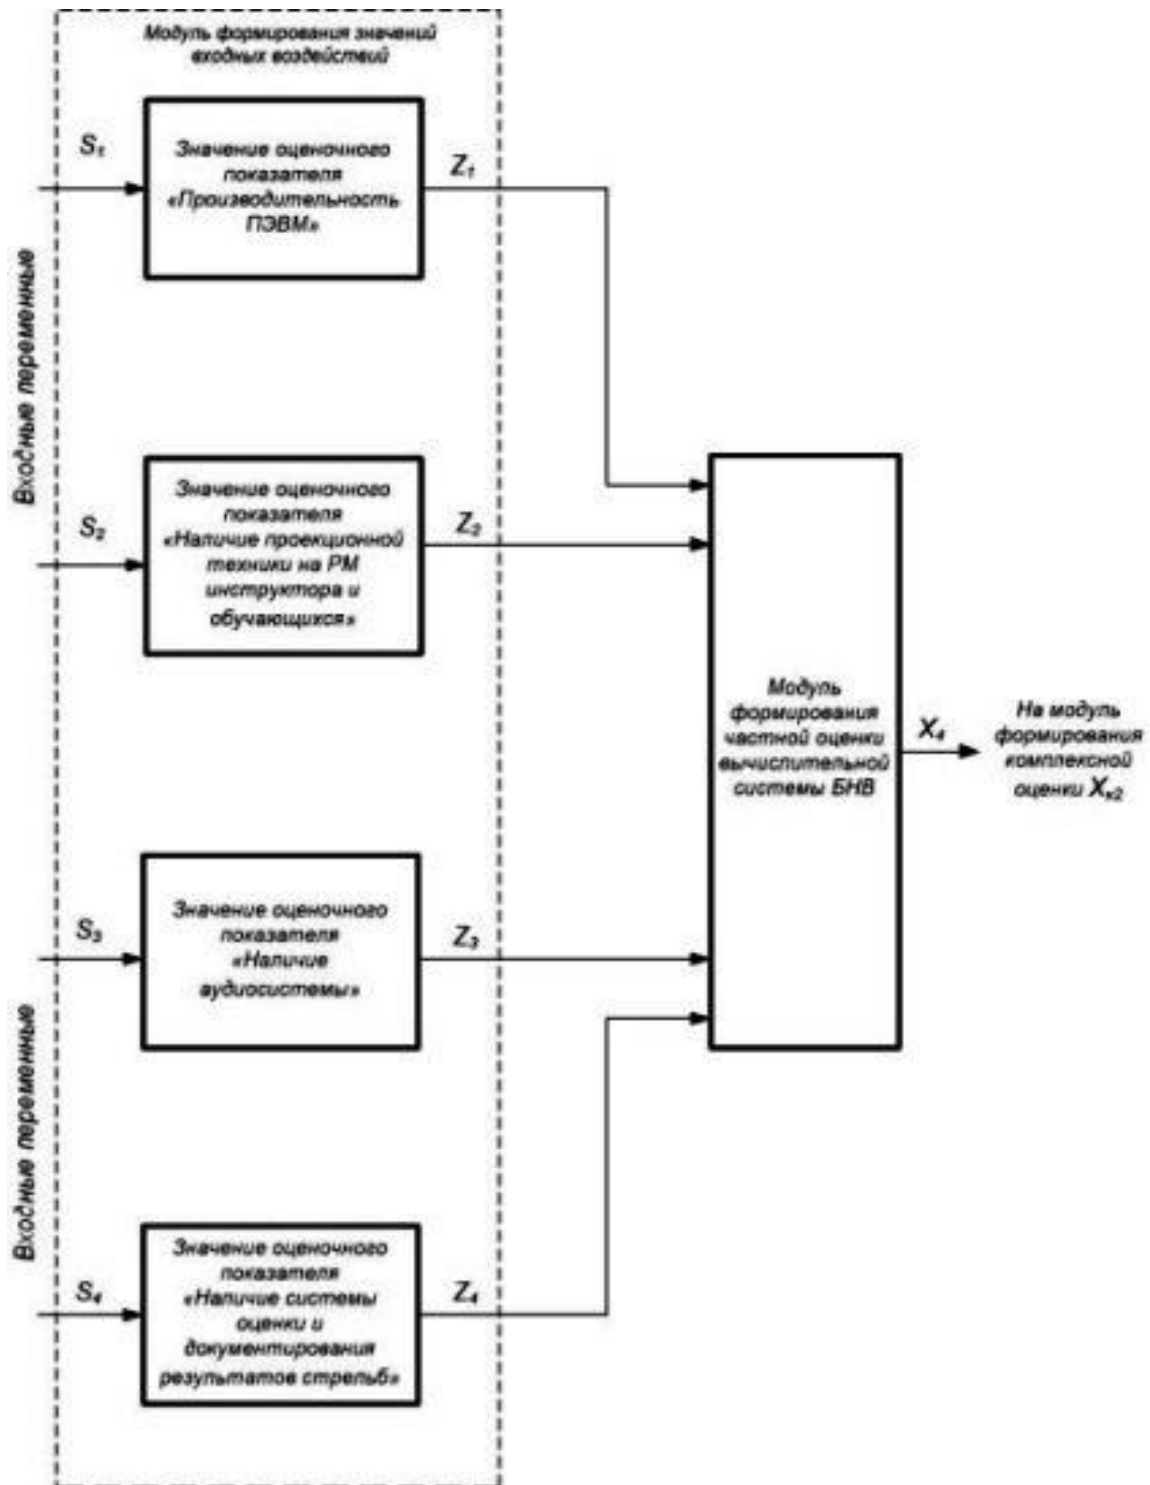 Модуль формирования значений
входных воздействий
S₁
Значение оценочного
показателя
«Производительность
ПЭВМ»
Z₁
Входные переменные
S₂
Значение оценочного
показателя
«Наличие проекционной
техники на РМ
инструктора и
обучающихся»
Z₂
Модуль
формирования
частной оценки
вычислительной
системы БНВ
X₄
На модуль
формирования
комплексной
оценки Xк2
S₃
Значение оценочного
показателя
«Наличие
аудиосистемы»
Z₃
Входные переменные
S₄
Значение оценочного
показателя
«Наличие системы
оценки и
документирования
результатов стрельб»
Z₄